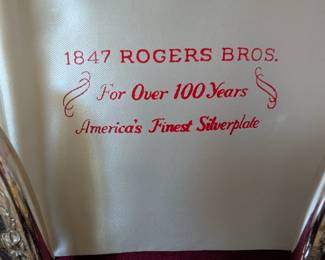 1847 ROGERS BROS.
For Over 100 Years
America's Finest Silverplate